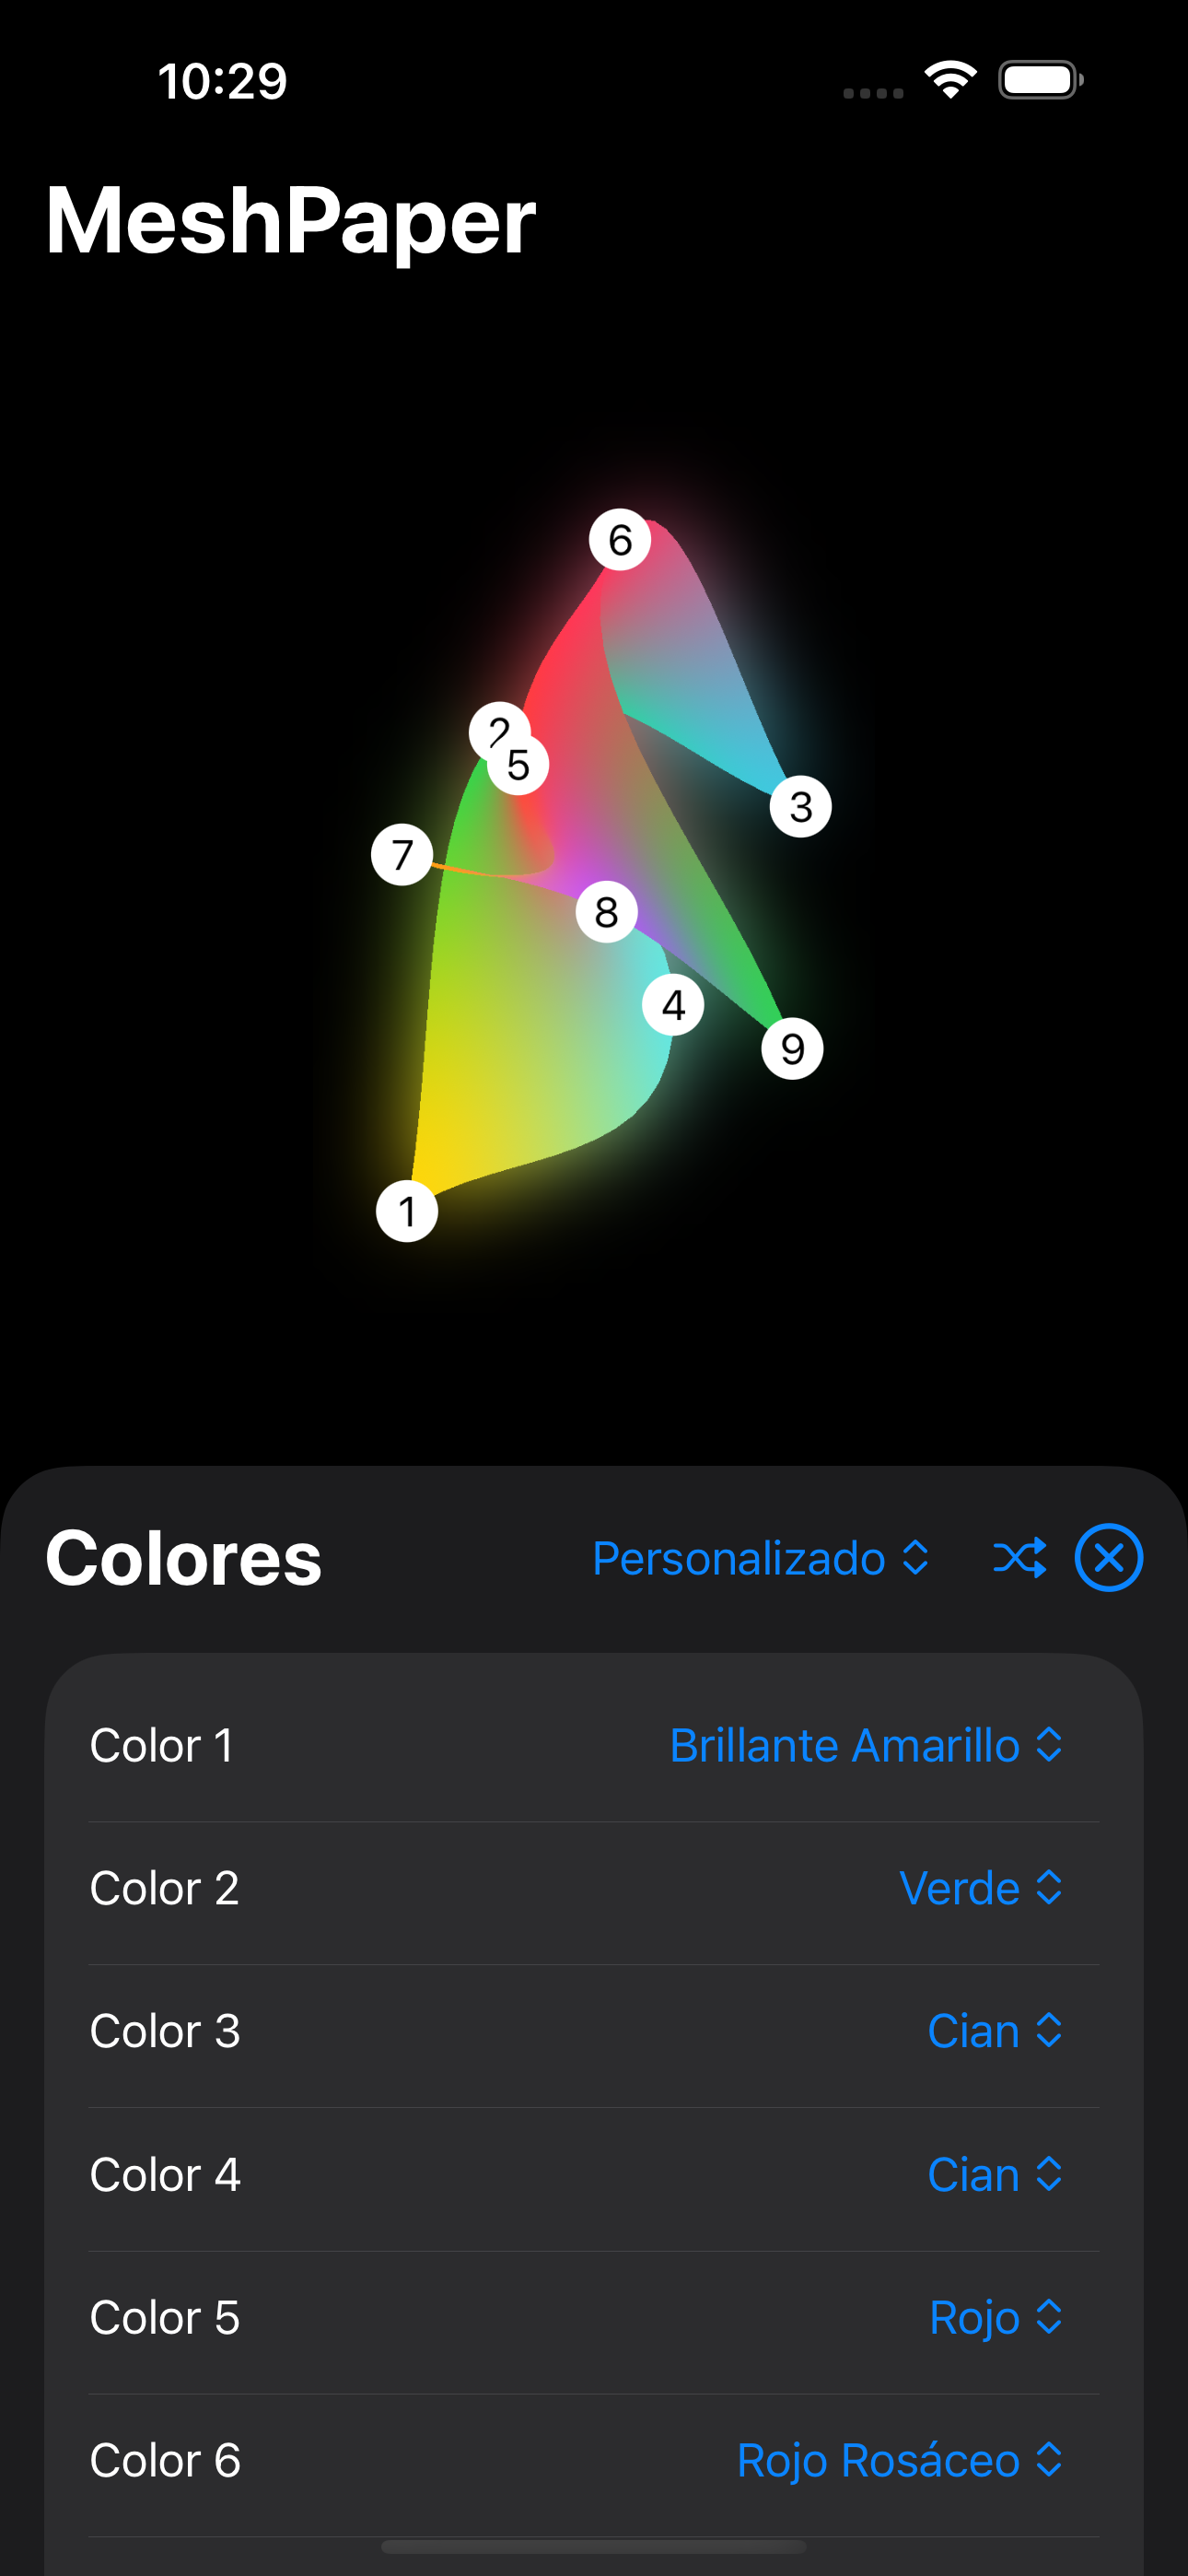 10:29
MeshPaper
6
2
5
3
7
8
4
9
1
Colores Personalizado
Color 1 Brillante Amarillo
Color 2 Verde
Color 3 Cian
Color 4 Cian
Color 5 Rojo
Color 6 Rojo Rosáceo